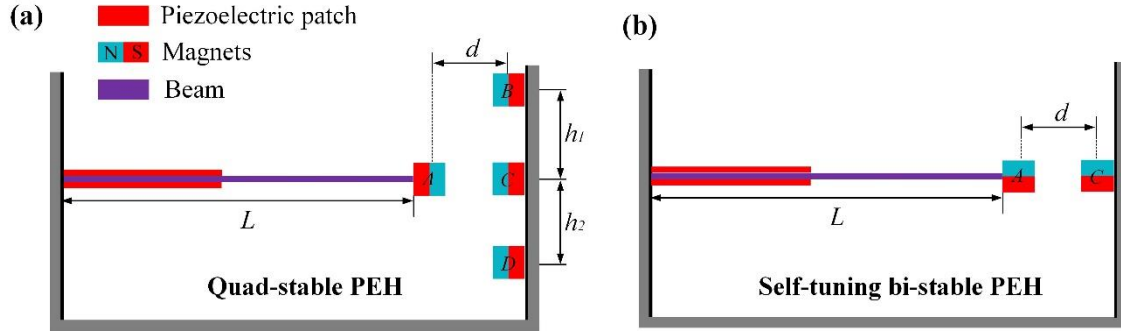 (a)
Piezoelectric patch
N S Magnets
Beam
d
B
h1
A
C
L
h2
D
Quad-stable PEH
(b)
d
A
C
L
Self-tuning bi-stable PEH